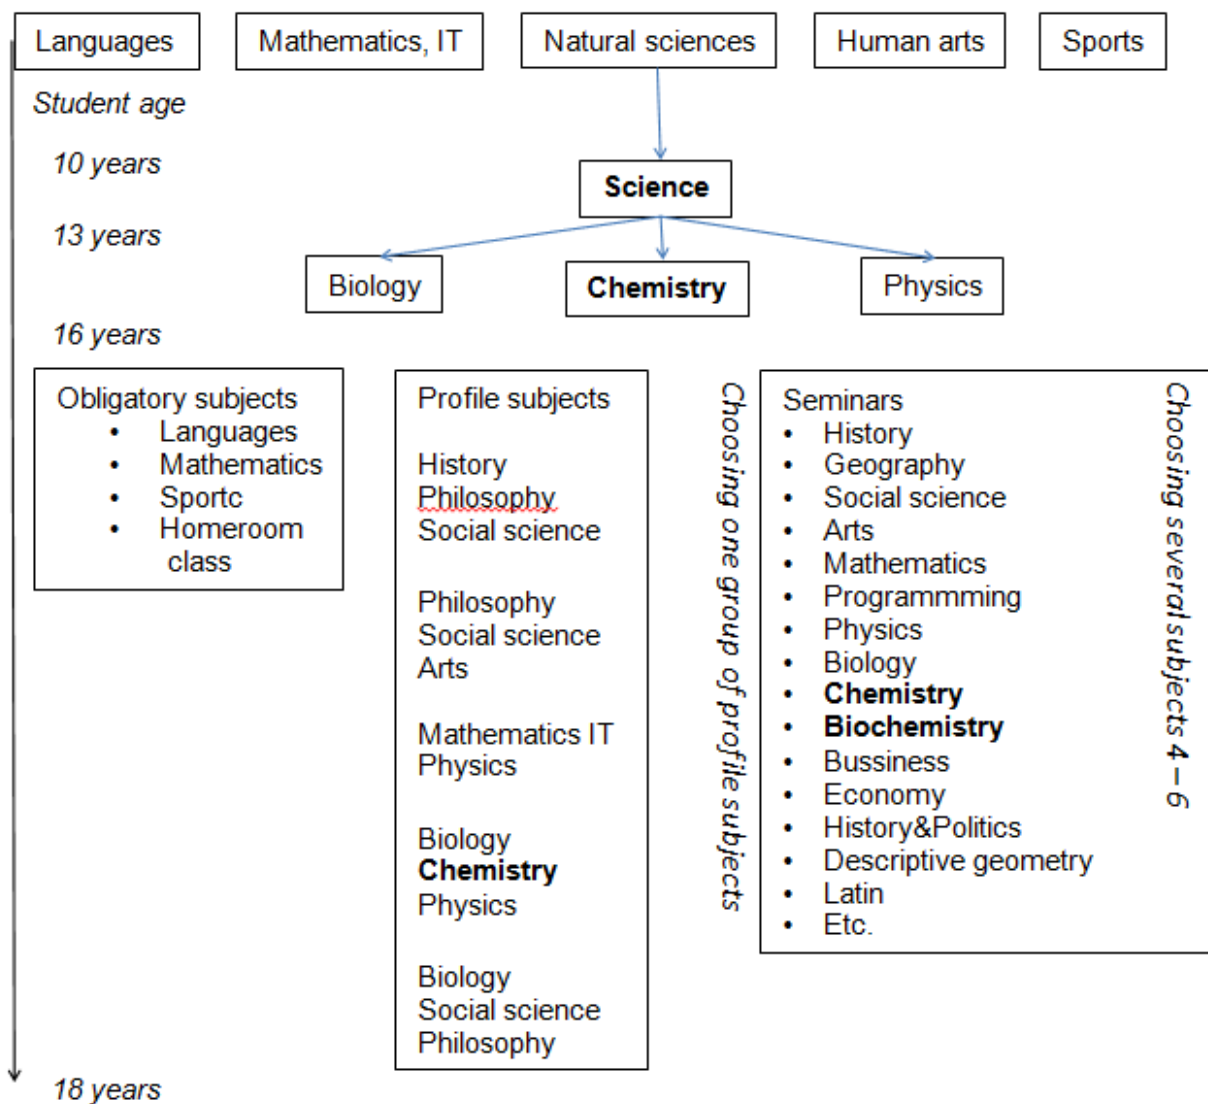 Languages
Mathematics, IT
Natural sciences
Human arts
Sports
Student age
10 years
Science
13 years
Biology
Chemistry
Physics
16 years
Obligatory subjects
• Languages
• Mathematics
• Sportc
• Homeroom
class
Profile subjects
History
Philosophy
Social science
Philosophy
Social science
Arts
Mathematics IT
Physics
Biology
Chemistry
Physics
Biology
Social science
Philosophy
Choosing one group of profile subjects
Seminars
• History
• Geography
• Social science
• Arts
• Mathematics
• Programmming
• Physics
• Biology
• Chemistry
• Biochemistry
• Bussiness
• Economy
• History&Politics
• Descriptive geometry
• Latin
• Etc.
Choosing several subjects 4 – 6
18 years